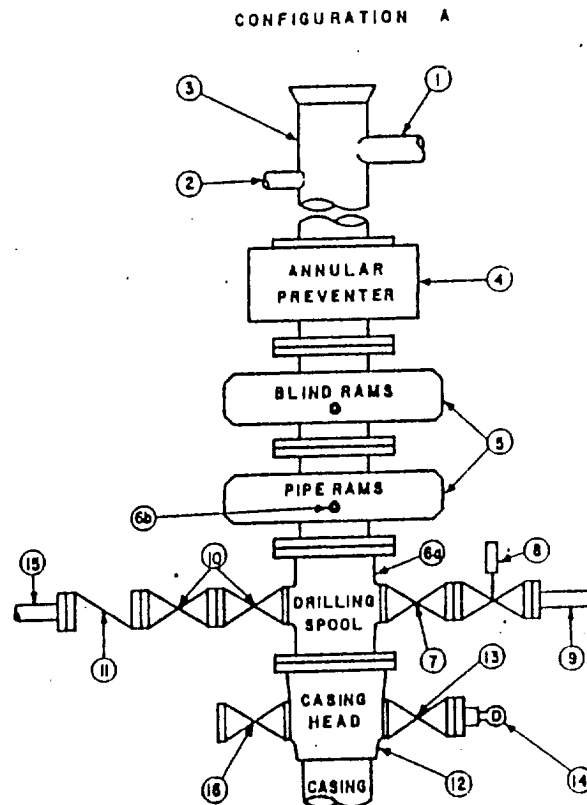 CONFIGURATION A
1
3
2
ANNULAR
PREVENTER
4
BLIND RAMS
5
PIPE RAMS
6b
6a
8
15
10
DRILLING
SPOOL
11
7
9
13
CASING
HEAD
16
12
14
CASING